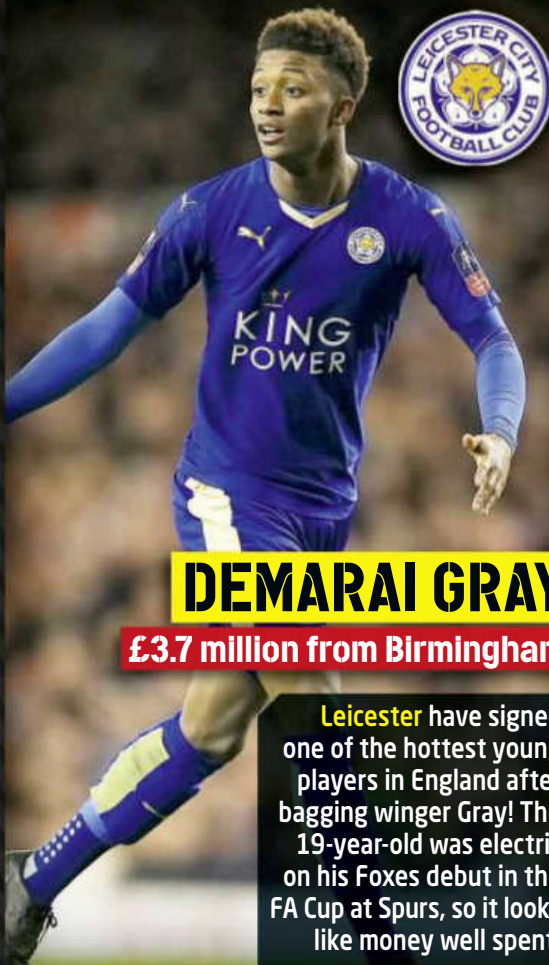 LEICESTER CITY
FOOTBALL CLUB
KING
POWER
DEMARAI GRAY
£3.7 million from Birmingham
Leicester have signe
one of the hottest youn
players in England afte
bagging winger Gray! Th
19-year-old was electri
on his Foxes debut in th
FA Cup at Spurs, so it look
like money well spent